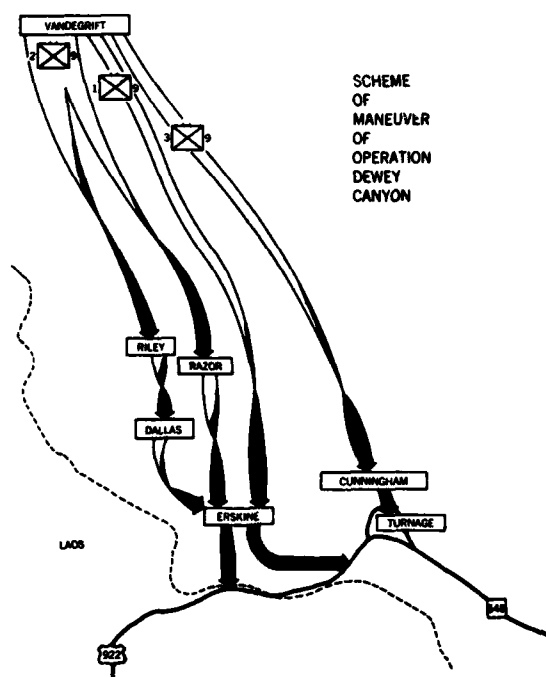 VANDEGRIFT
2 9
1 9
3 9
SCHEME
OF
MANEUVER
OF
OPERATION
DEWEY
CANYON
RILEY
RAZOR
DALLAS
CUNNINGHAM
ERSKINE
TURNAGE
LAOS
922